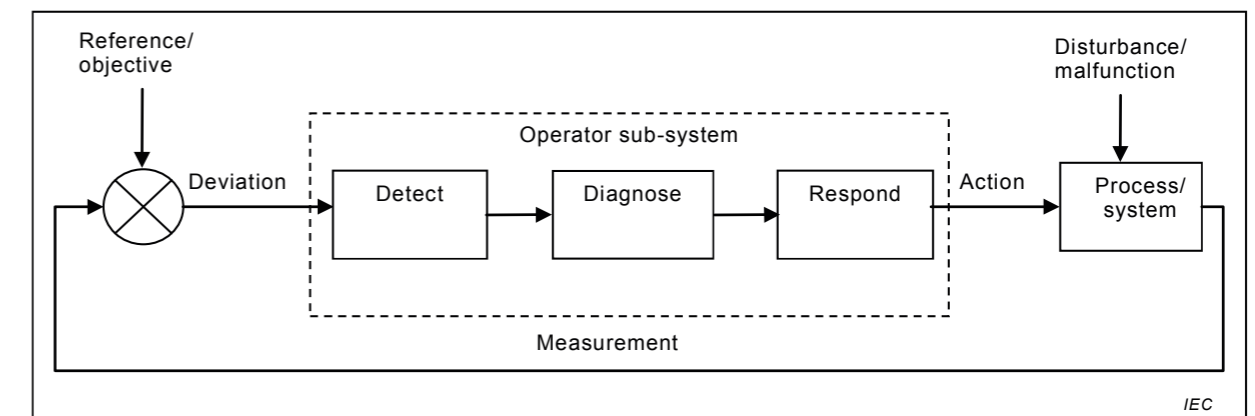 Reference/
objective
Disturbance/
malfunction
Operator sub-system
Deviation
Detect
Diagnose
Respond
Action
Process/
system
Measurement
IEC